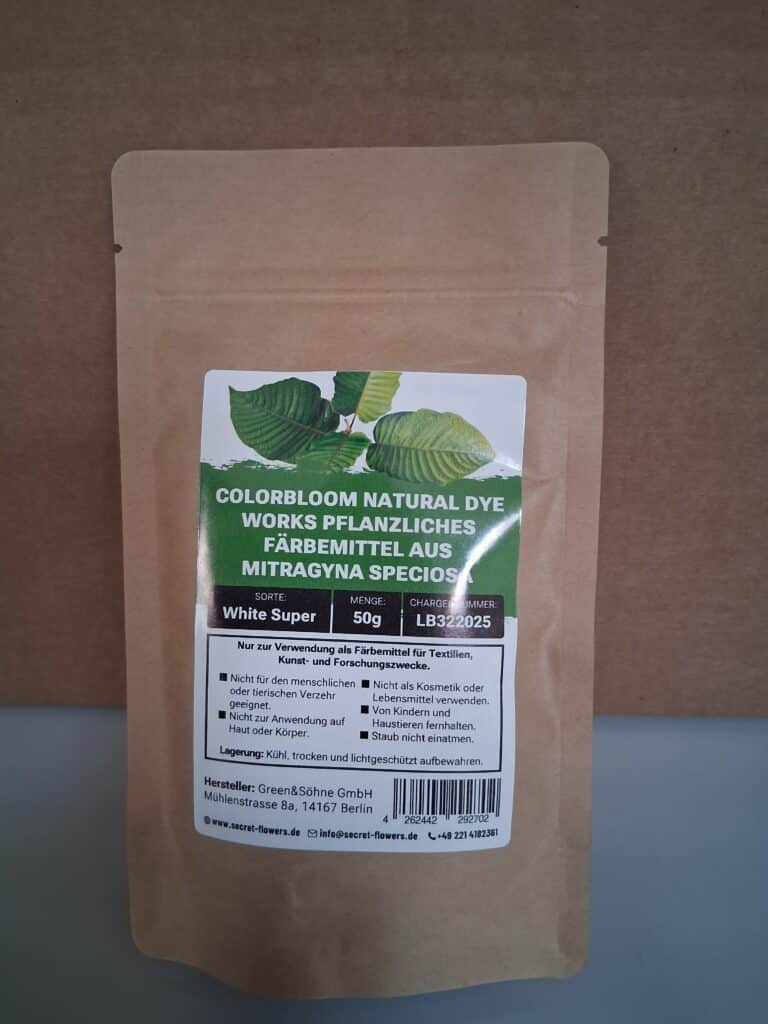 COLORBLOOM NATURAL DYE
WORKS PFLANZLICHES
FÄRBEMITTEL AUS
MITRAGYNA SPECIOSA
SORTE:
White Super
MENGE:
50g
CHARGENNUMMER:
LB322025
Nur zur Verwendung als Färbemittel für Textilien,
Kunst- und Forschungszwecke.
Nicht für den menschlichen
oder tierischen Verzehr
geeignet.
Nicht zur Anwendung auf
Haut oder Körper.
Nicht als Kosmetik oder
Lebensmittel verwenden.
Von Kindern und
Haustieren fernhalten.
Staub nicht einatmen.
Lagerung: Kühl, trocken und lichtgeschützt aufbewahren.
Hersteller: Green&Söhne GmbH
Mühlenstrasse 8a, 14167 Berlin
4 262442 292702
www.secret-flowers.de info@secret-flowers.de +49 221 4182361